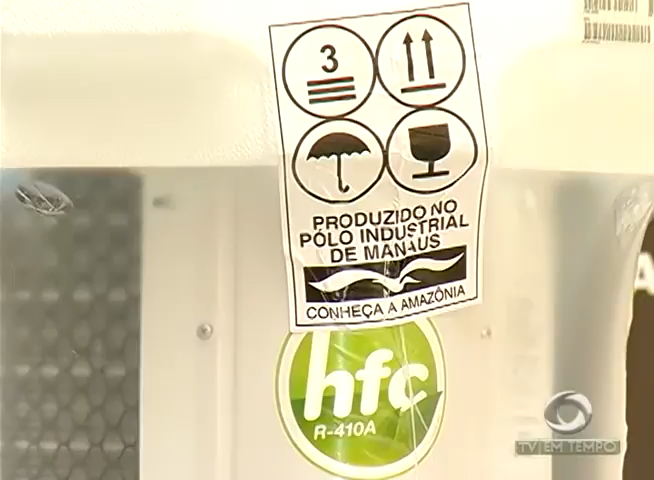 3
PRODUZIDO NO
PÓLO INDUSTRIAL
DE MANAUS
CONHEÇA A AMAZÔNIA
hfc
R-410A
TV EM TEMPO